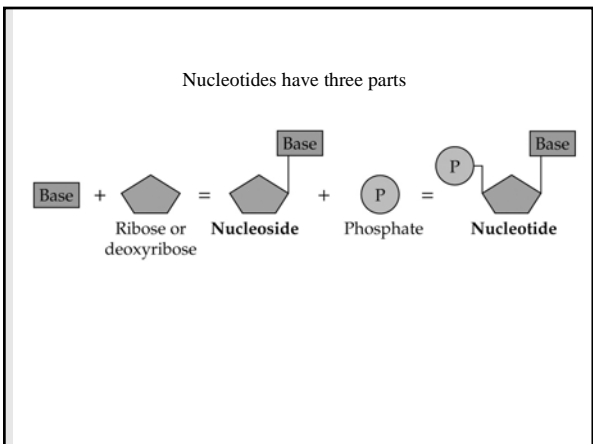 Nucleotides have three parts
Base
Base
P
Base
+
=
+
P
=
Ribose or
deoxyribose
Nucleoside
Phosphate
Nucleotide